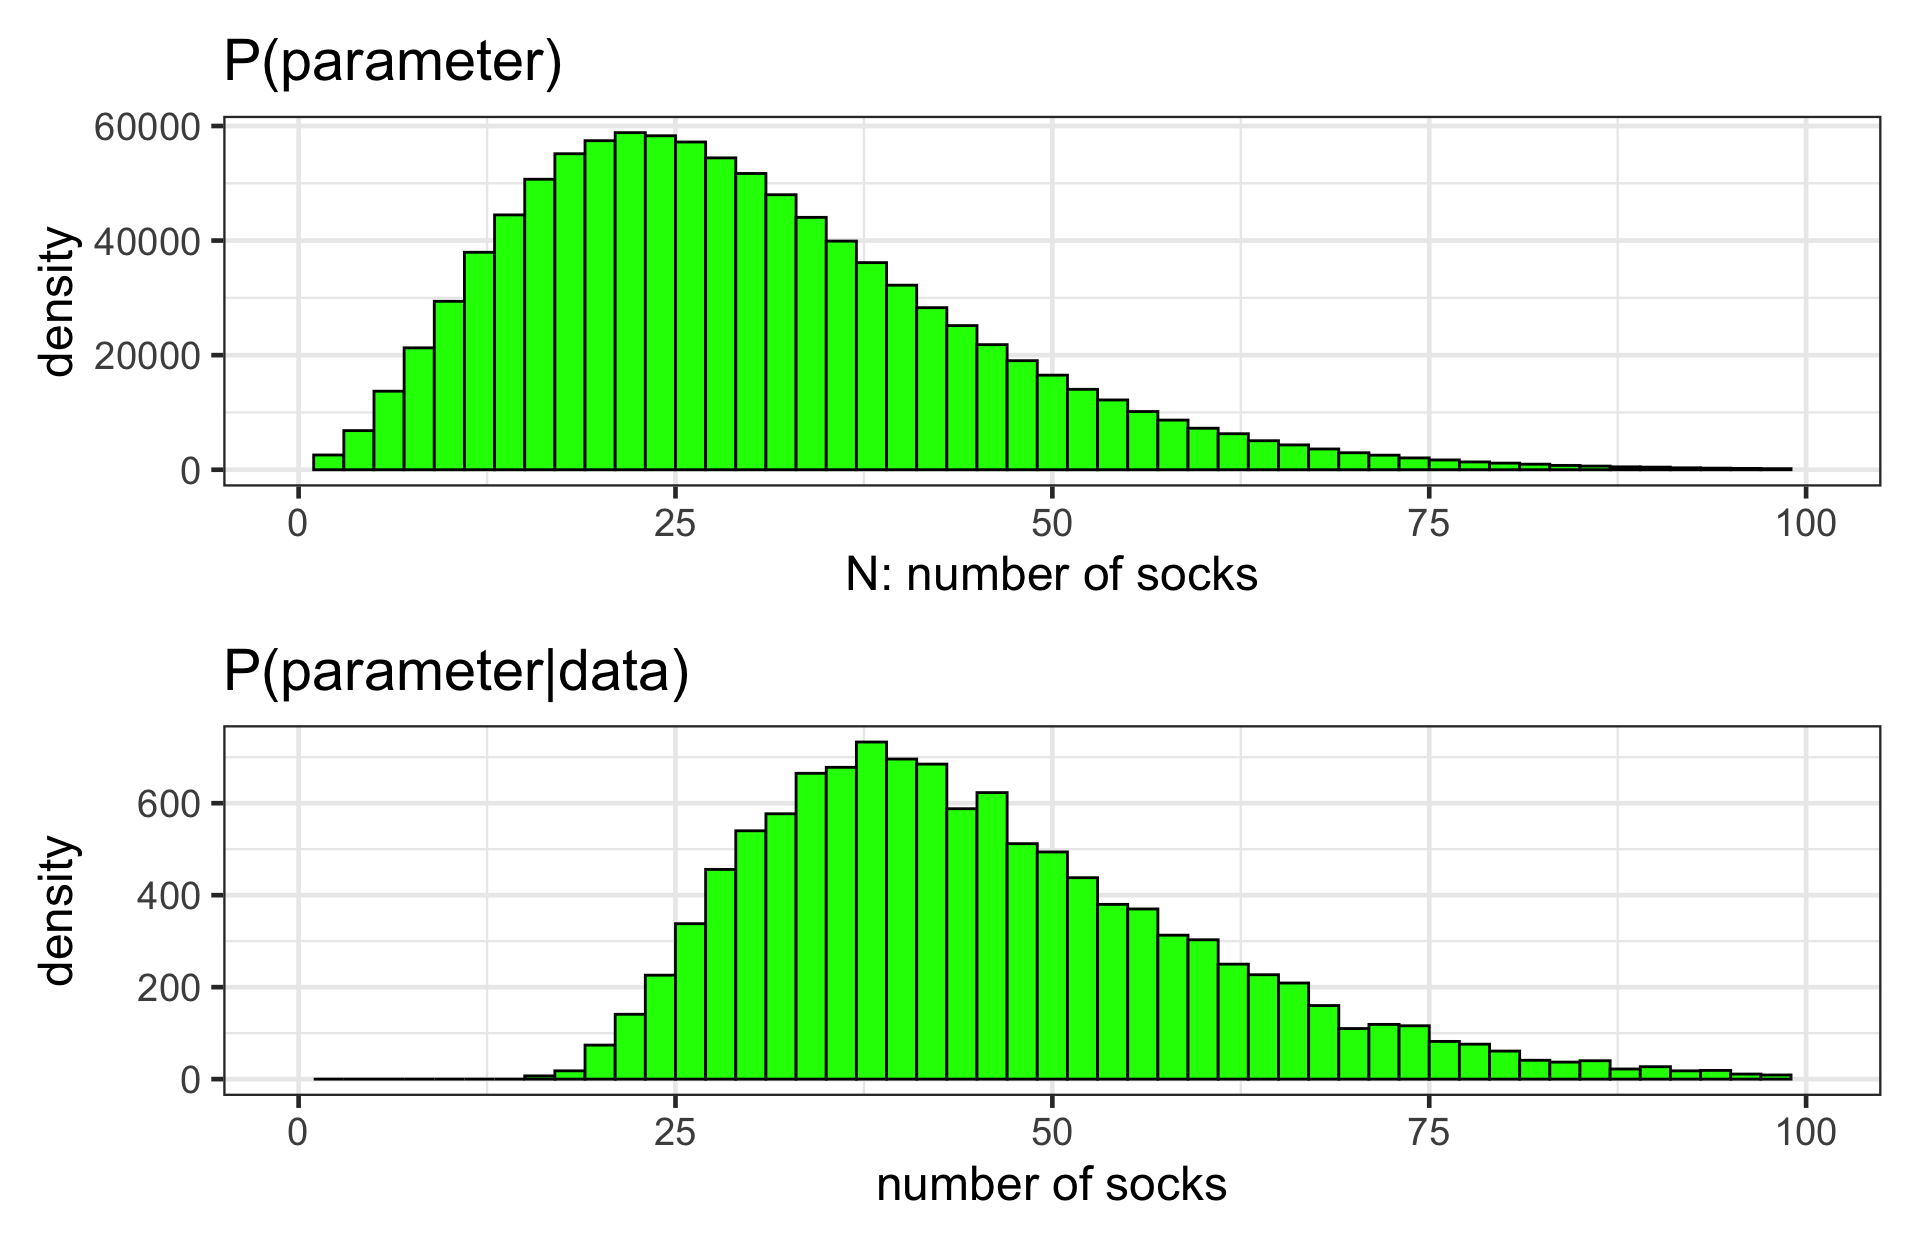 P(parameter)
density
60000
40000
20000
0
0 25 50 75 100
N: number of socks
P(parameter|data)
density
600
400
200
0
0 25 50 75 100
number of socks